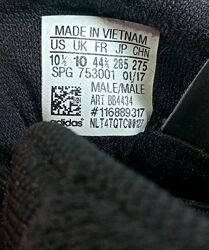 MADE IN VIETNAM
US UK FR JP CHN
10½ 10 44⅔ 285 275
SPG 753001 01/17
MALE/MALE
ART BB4434
#116889317
adidas NLT4TQTC00127